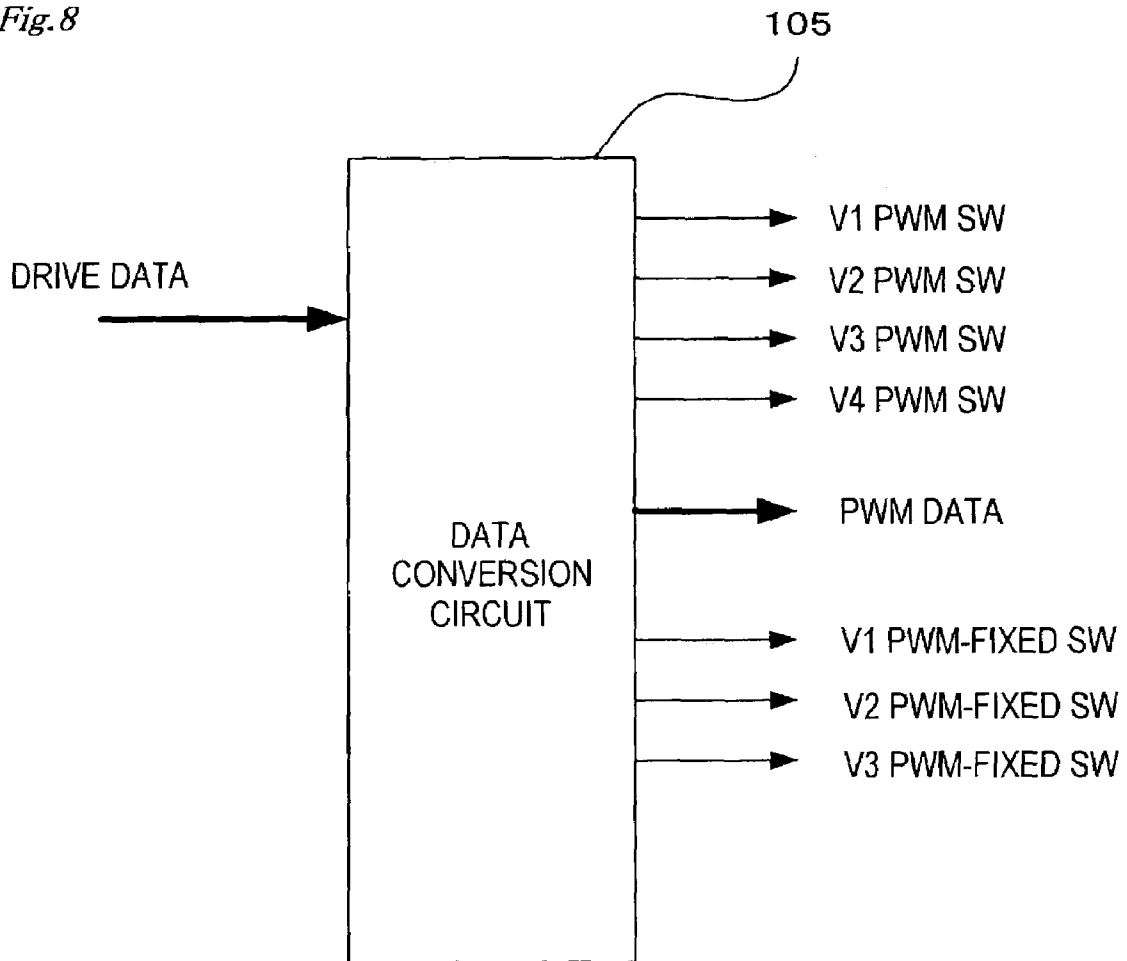 Fig.8
105
DRIVE DATA
V1 PWM SW
V2 PWM SW
V3 PWM SW
V4 PWM SW
PWM DATA
DATA
CONVERSION
CIRCUIT
V1 PWM-FIXED SW
V2 PWM-FIXED SW
V3 PWM-FIXED SW